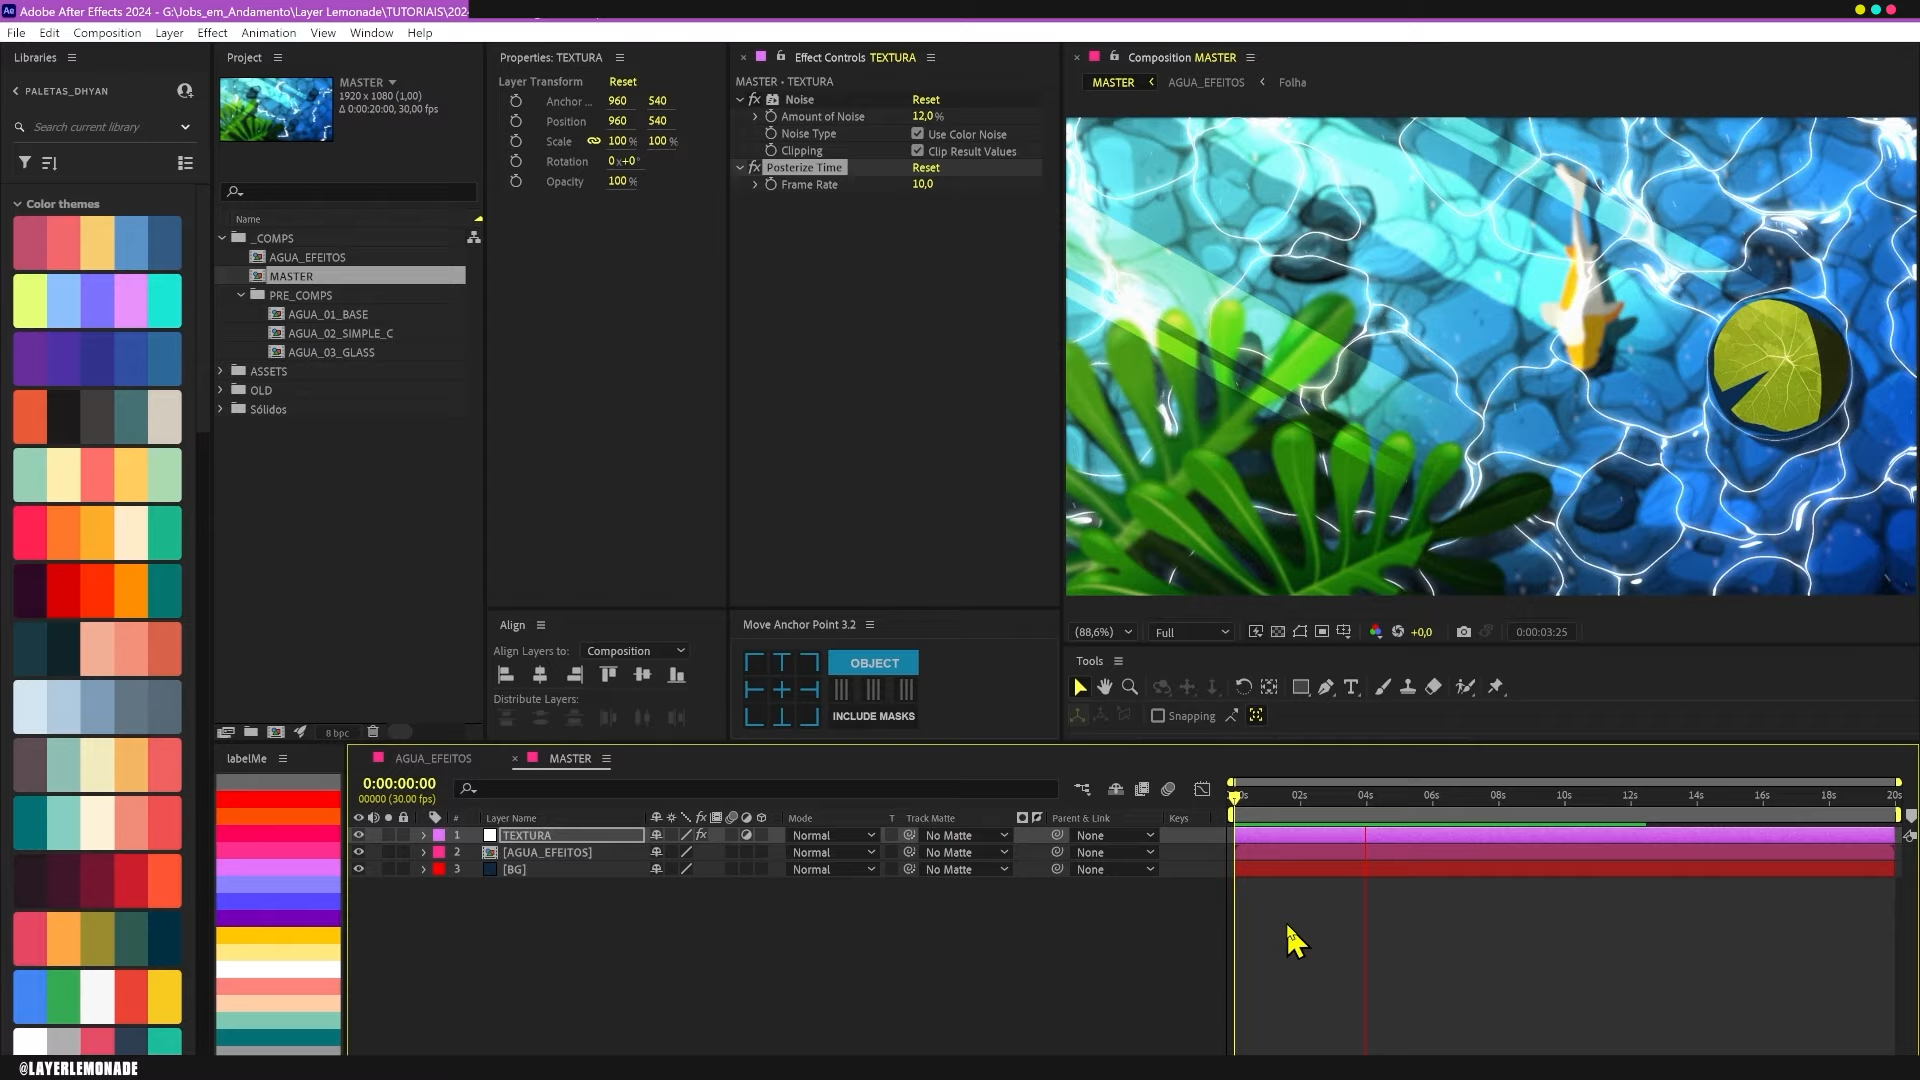 Ae Adobe After Effects 2024 - G:\Jobs_em_Andamento\Layer Lemonade\TUTORIAIS\202
File Edit Composition Layer Effect Animation View Window Help
Libraries
PALETAS_DHYAN
Search current library
Color themes
Project
MASTER
1920 x 1080 (1,00)
Δ 0:00:20:00, 30,00 fps
Name
_COMPS
AGUA_EFEITOS
MASTER
PRE_COMPS
AGUA_01_BASE
AGUA_02_SIMPLE_C
AGUA_03_GLASS
ASSETS
OLD
Sólidos
8 bpc
Properties: TEXTURA
Layer Transform Reset
Anchor ... 960 540
Position 960 540
Scale 100 % 100 %
Rotation 0 x+0 °
Opacity 100 %
Align
Align Layers to: Composition
Distribute Layers:
Effect Controls TEXTURA
MASTER • TEXTURA
fx Noise Reset
Amount of Noise 12,0 %
Noise Type Use Color Noise
Clipping Clip Result Values
fx Posterize Time Reset
Frame Rate 10,0
Move Anchor Point 3.2
OBJECT
INCLUDE MASKS
Composition MASTER
MASTER AGUA_EFEITOS Folha
(88,6%) Full +0,0 0:00:03:25
Tools
Snapping
labelMe
AGUA_EFEITOS MASTER
0:00:00:00
00000 (30.00 fps)
02s 04s 06s 08s 10s 12s 14s 16s 18s 20s
# Layer Name fx Mode T Track Matte Parent & Link Keys
1 TEXTURA fx Normal No Matte None
2 [AGUA_EFEITOS] Normal No Matte None
3 [BG] Normal No Matte None
@LAYERLEMONADE